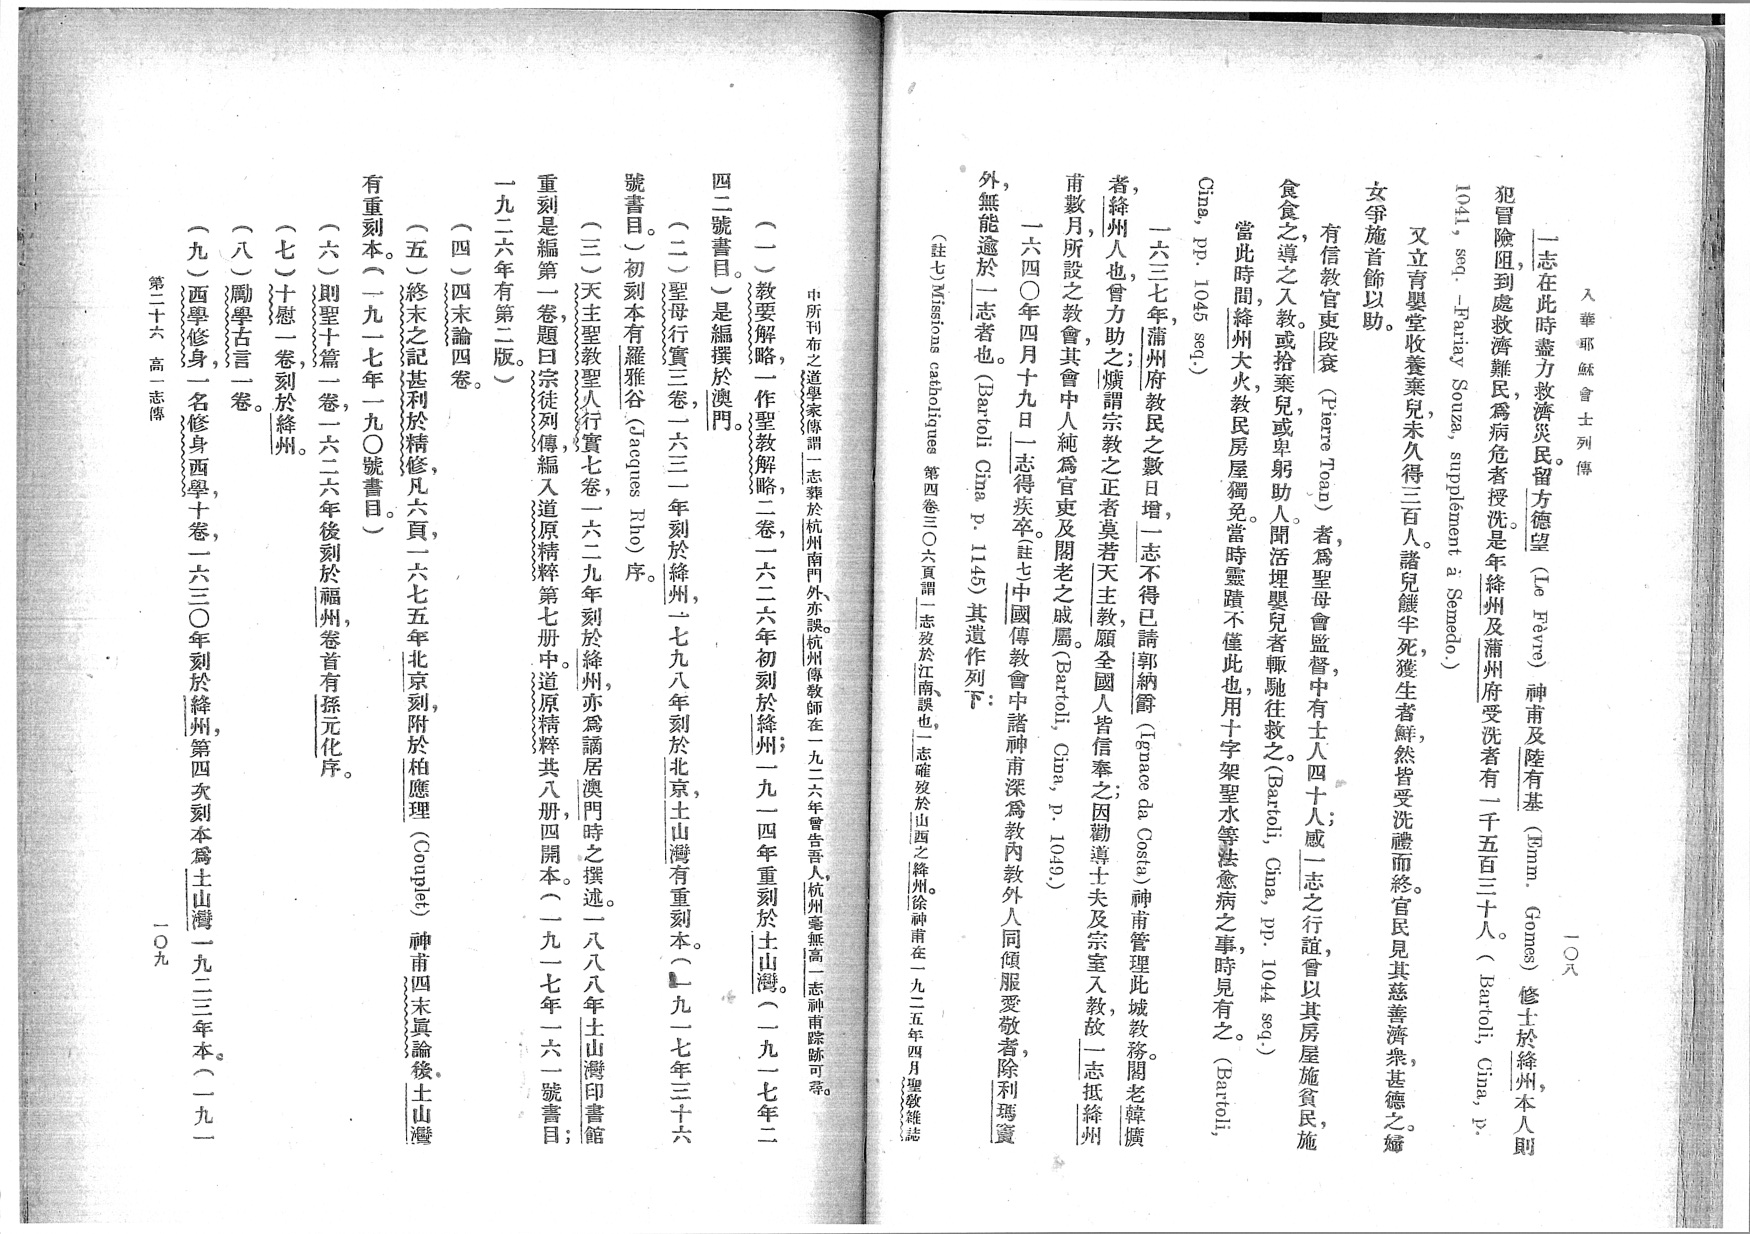 入華耶穌會士列傳
一〇八
一志在此時盡力救濟災民。留方德望 (Le Fèvre) 神甫及陸有基 (Emm. Gomes) 修士於絳州，本人則
犯冒險阻，到處救濟難民，爲病危者授洗。是年絳州及蒲州府受洗者有一千五百三十人。( Bartoli, Cina, p.
1041, seq. –Fariay Souza, supplément à Semedo.)
又立育嬰堂收養棄兒，未久得三百人。諸兒饑半死，獲生者鮮，然皆受洗禮而終。官民見其慈善濟衆，甚德之。婦
女爭施首飾以助。
有信教官吏段袞 (Pierre Toan) 者，爲聖母會監督，中有士人四十人；感一志之行誼，曾以其房屋施貧民，施
食食之，導之入教。或拾棄兒，或卑躬助人。聞活埋嬰兒者輒馳往救之。(Bartoli, Cina, pp. 1044 seq.)
當此時間，絳州大火，教民房屋獨免。當時靈蹟不僅此也，用十字架聖水等法愈病之事，時見有之。(Bartoli,
Cina, pp. 1045 seq.)
一六三七年，蒲州府教民之數日增，一志不得已請郭納爵 (Ignace da Costa) 神甫管理此城教務。閣老韓爌
者，絳州人也，曾力助之；爌謂宗教之正者莫若天主教，願全國人皆信奉之；因勸導士夫及宗室入教，故一志抵絳州
甫數月，所設之教會，其會中人純爲官吏及閣老之戚屬。(Bartoli, Cina, p. 1049.)
一六四〇年四月十九日一志得疾卒。(註七)中國傳教會中諸神甫深爲教內教外人同傾服愛敬者，除利瑪竇
外，無能逾於一志者也。(Bartoli Cina p. 1145) 其遺作列下：
(註七) Missions catholiques 第四卷三〇六頁謂一志歿於江南，誤也，一志確歿於山西之絳州。徐神甫在一九二五年四月聖教雜誌
中所刊布之道學家傳謂一志葬於杭州南門外，亦誤。杭州傳教師在一九二六年曾告吾人，杭州毫無高一志神甫踪跡可尋。
(一)教要解略，一作聖教解略二卷，一六二六年初刻於絳州；一九一四年重刻於土山灣。(一九一七年二
四二號書目。)是編撰於澳門。
(二)聖母行實三卷，一六三一年刻於絳州，一七九八年刻於北京，土山灣有重刻本。(一九一七年三十六
號書目。)初刻本有羅雅谷 (Jacques Rho) 序。
(三)天主聖教聖人行實七卷，一六二九年刻於絳州，亦爲謫居澳門時之撰述。一八八八年土山灣印書館
重刻是編第一卷，題曰宗徒列傳，編入道原精粹第七册中。道原精粹共八册，四開本。(一九一七年一六一號書目；
一九二六年有第二版。)
(四)四末論四卷。
(五)終末之記甚利於精修，凡六頁，一六七五年北京刻，附於柏應理 (Couplet) 神甫四末眞論後。土山灣
有重刻本。(一九一七年一九〇號書目。)
(六)則聖十篇一卷，一六二六年後刻於福州，卷首有孫元化序。
(七)十慰一卷刻於絳州。
(八)勵學古言一卷。
(九)西學修身，一名修身西學，十卷，一六三〇年刻於絳州，第四次刻本爲土山灣一九二三年本。(一九一
第二十六 高一志傳
一〇九